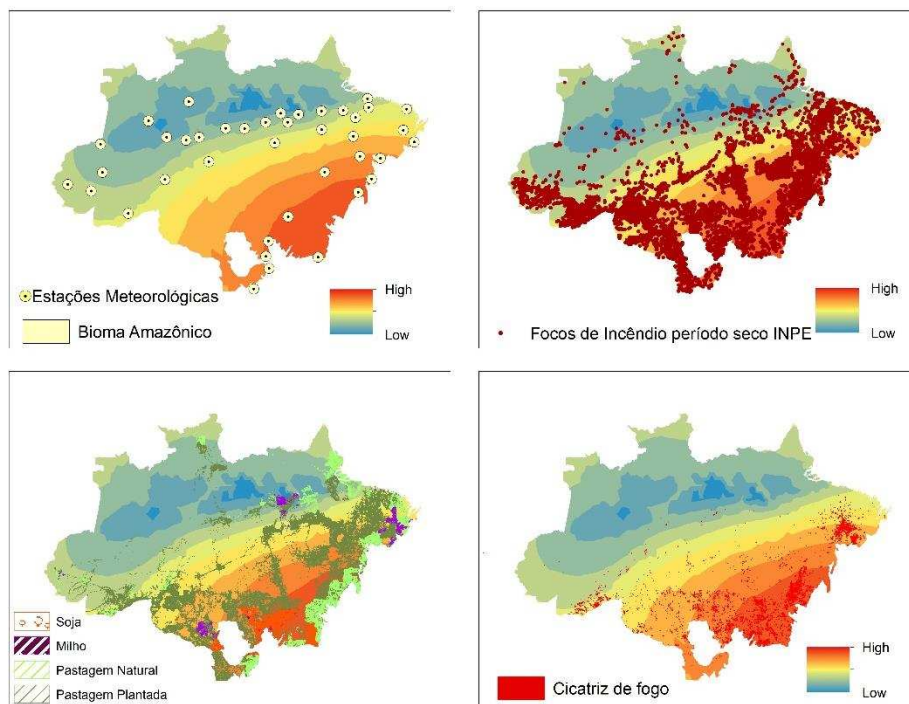 Estações Meteorológicas
Bioma Amazônico
High
Low
Focos de Incêndio período seco INPE
High
Low
Soja
Milho
Pastagem Natural
Pastagem Plantada
Cicatriz de fogo
High
Low